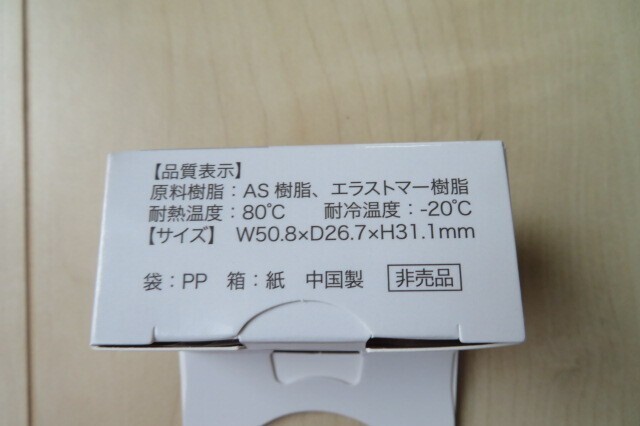 【品質表示】
原料樹脂：AS樹脂、エラストマー樹脂
耐熱温度：80℃　耐冷温度：-20℃
【サイズ】　W50.8×D26.7×H31.1mm
袋：PP　箱：紙　中国製　非売品